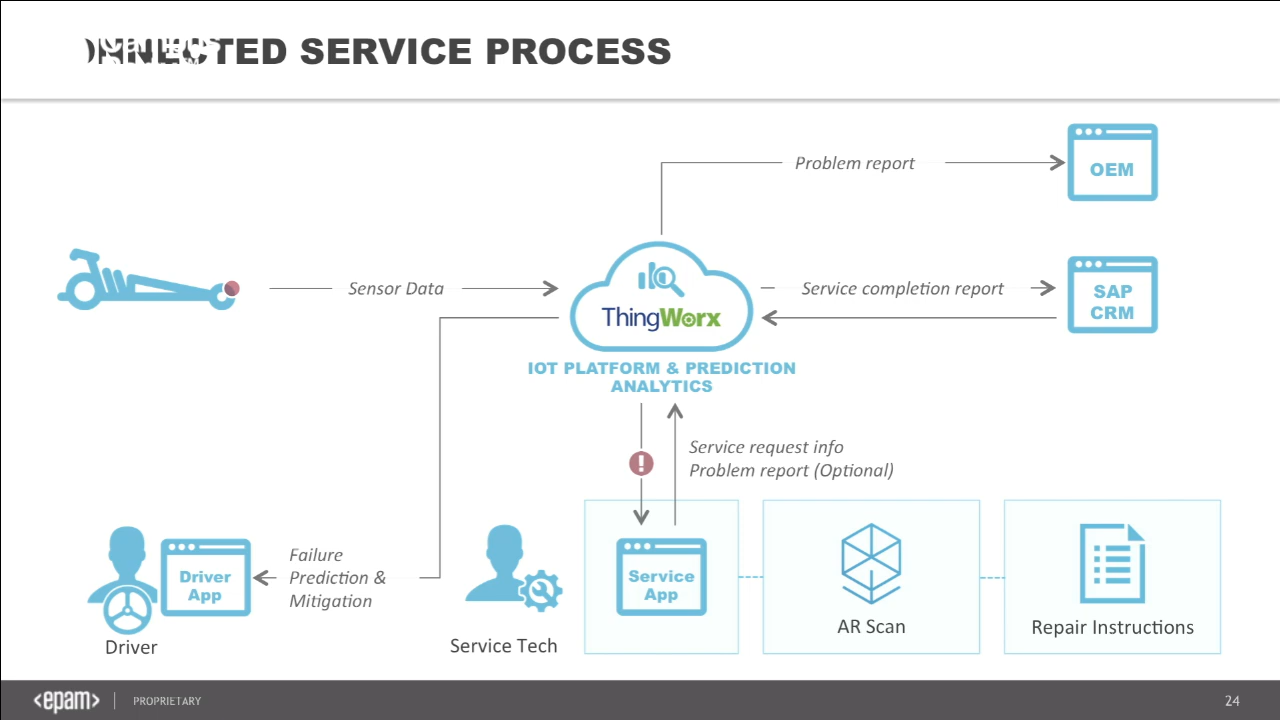 SERVICE PROCESS
Problem report
OEM
Sensor Data
ThingWorx
Service completion report
SAP
CRM
IOT PLATFORM & PREDICTION
ANALYTICS
Service request info
Problem report (Optional)
Failure
Prediction &
Mitigation
Driver
App
Driver
Service Tech
Service
App
AR Scan
Repair Instructions
<epam>
PROPRIETARY
24